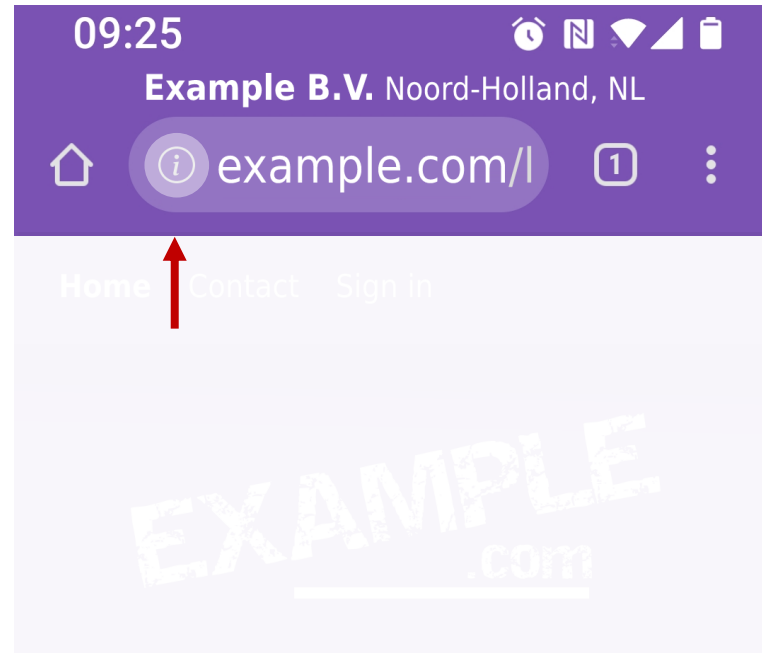 09:25
Example B.V. Noord-Holland, NL
example.com/l
1
Home Contact Sign in
EXAMPLE
.com